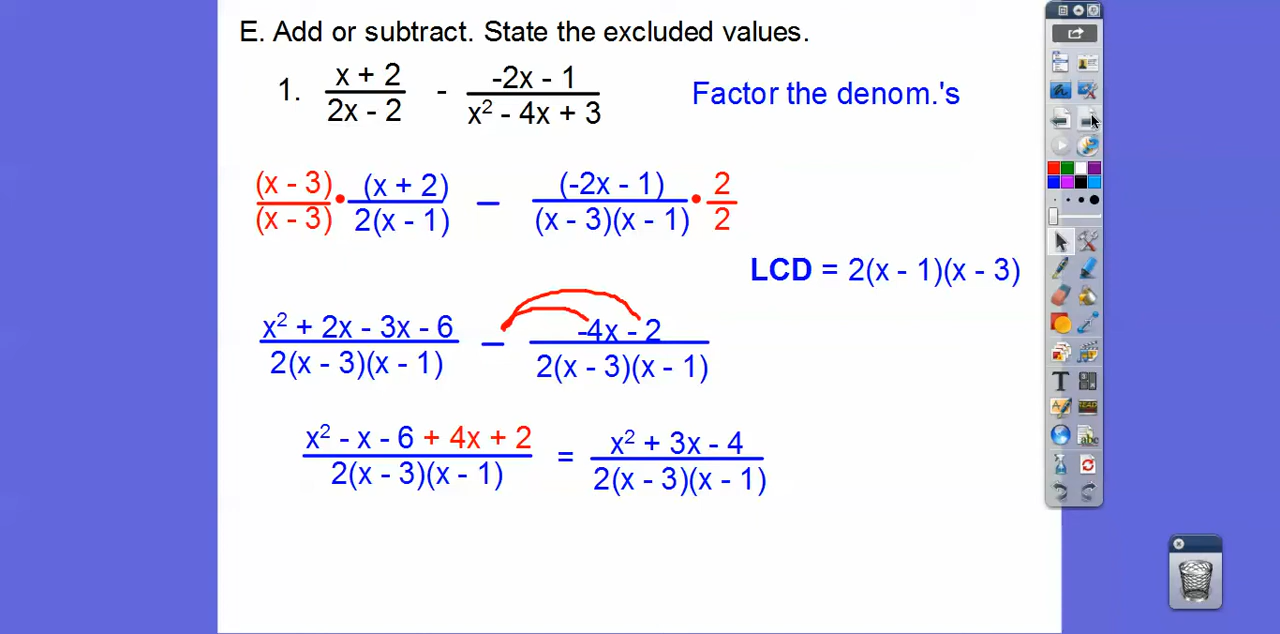 E. Add or subtract. State the excluded values.
1. (x + 2)/(2x - 2) - (-2x - 1)/(x² - 4x + 3) Factor the denom.'s
(x - 3)/(x - 3) • (x + 2)/2(x - 1) – (-2x - 1)/(x - 3)(x - 1) • 2/2
LCD = 2(x - 1)(x - 3)
x² + 2x - 3x - 6/2(x - 3)(x - 1) – -4x - 2/2(x - 3)(x - 1)
x² - x - 6 + 4x + 2/2(x - 3)(x - 1) = x² + 3x - 4/2(x - 3)(x - 1)